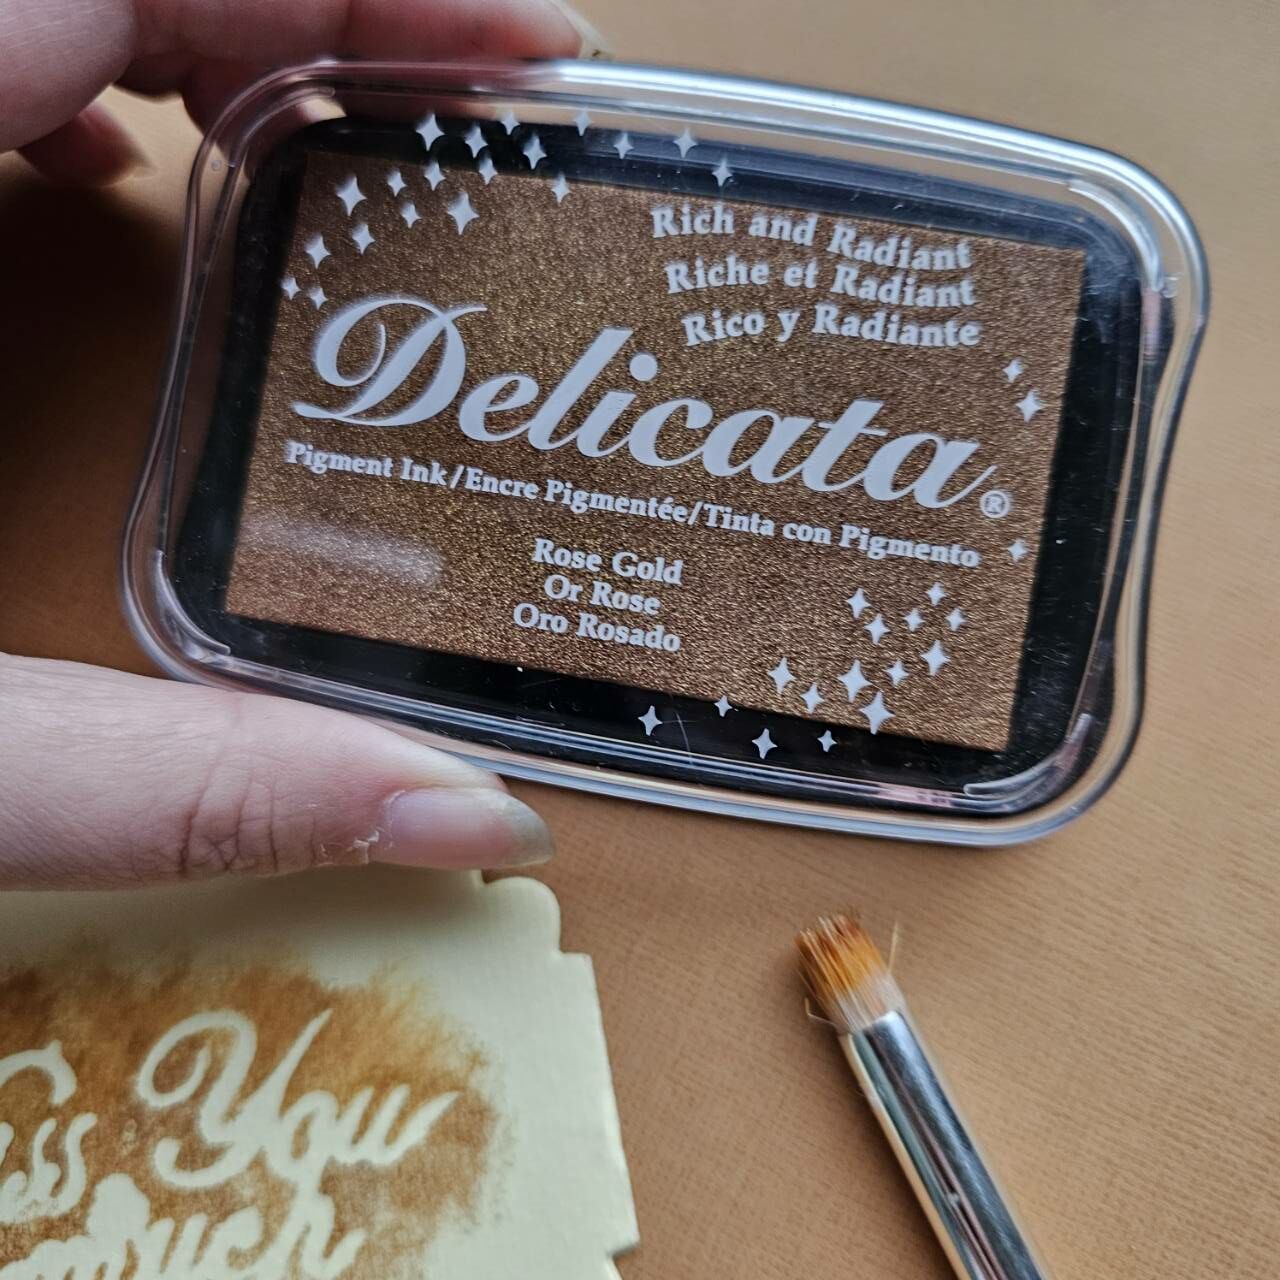 Rich and Radiant
Riche et Radiant
Rico y Radiante
Delicata®
Pigment Ink/Encre Pigmentée/Tinta con Pigmento
Rose Gold
Or Rose
Oro Rosado
You
much